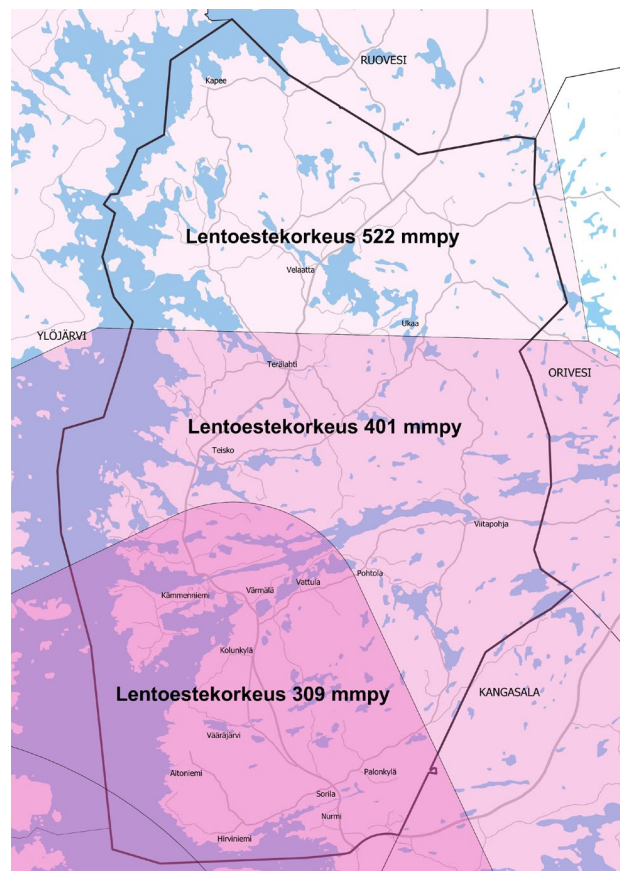 RUOVESI
Kapee
Lentoestekorkeus 522 mmpy
Velaatta
Ukaa
YLÖJÄRVI
Terälahti
ORIVESI
Lentoestekorkeus 401 mmpy
Teisko
Viitapohja
Pohtola
Vattula
Värmälä
Kämmenniemi
Kolunkylä
Lentoestekorkeus 309 mmpy
KANGASALA
Vääräjärvi
Aitoniemi
Palonkylä
Sorila
Nurmi
Hirviniemi